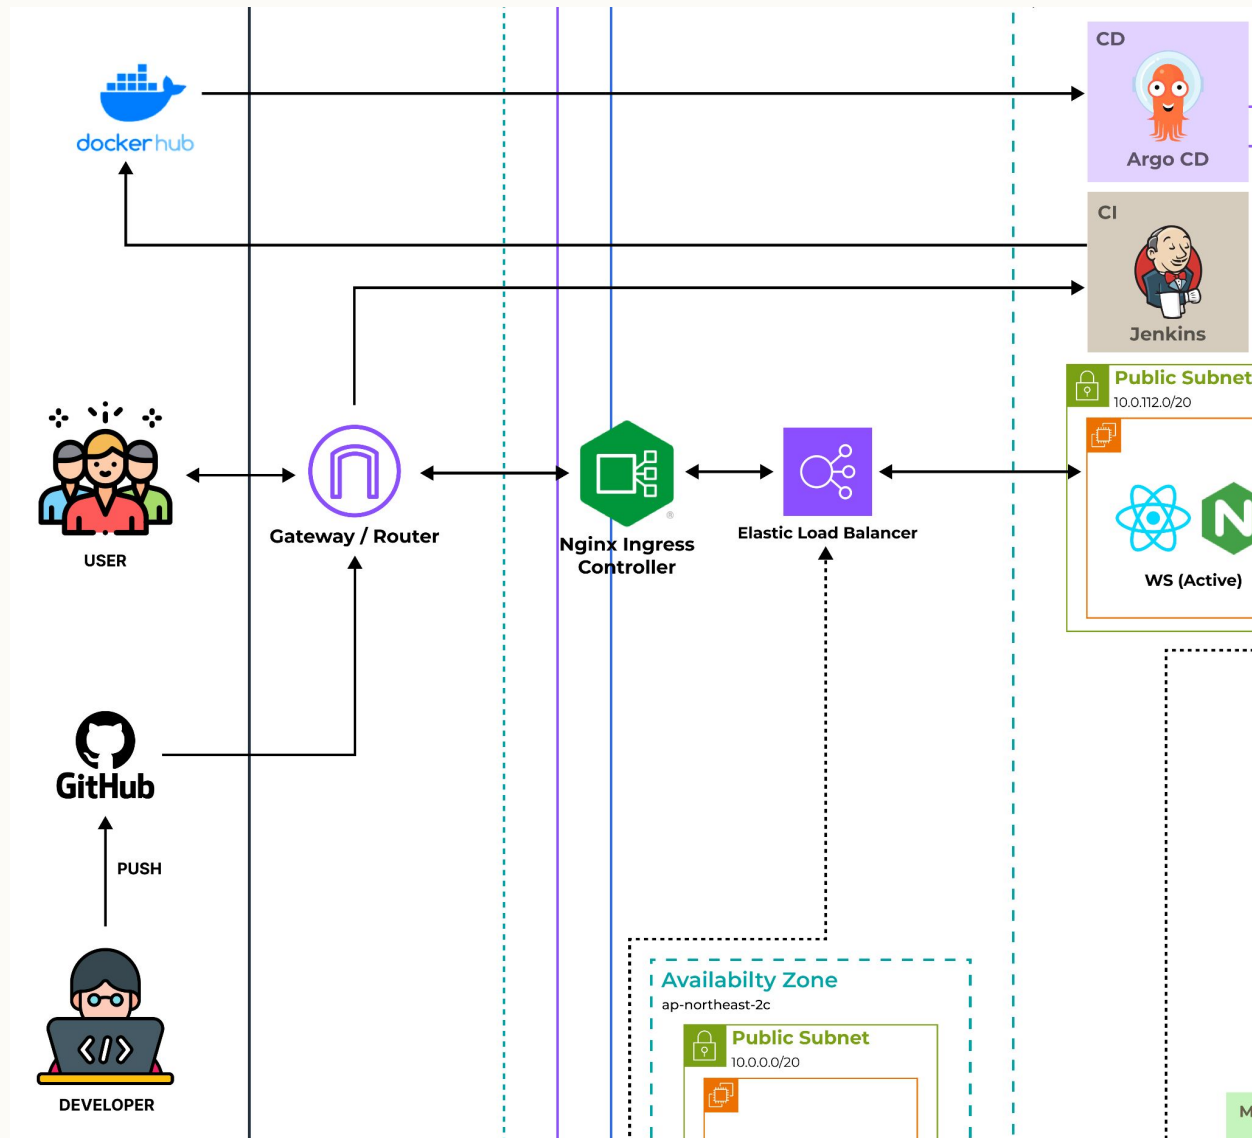 CD
dockerhub
Argo CD
CI
Jenkins
Public Subnet
10.0.112.0/20
Gateway / Router
Nginx Ingress
Controller
®
Elastic Load Balancer
USER
N
WS (Active)
GitHub
PUSH
</>
DEVELOPER
Availabilty Zone
ap-northeast-2c
Public Subnet
10.0.0.0/20
M